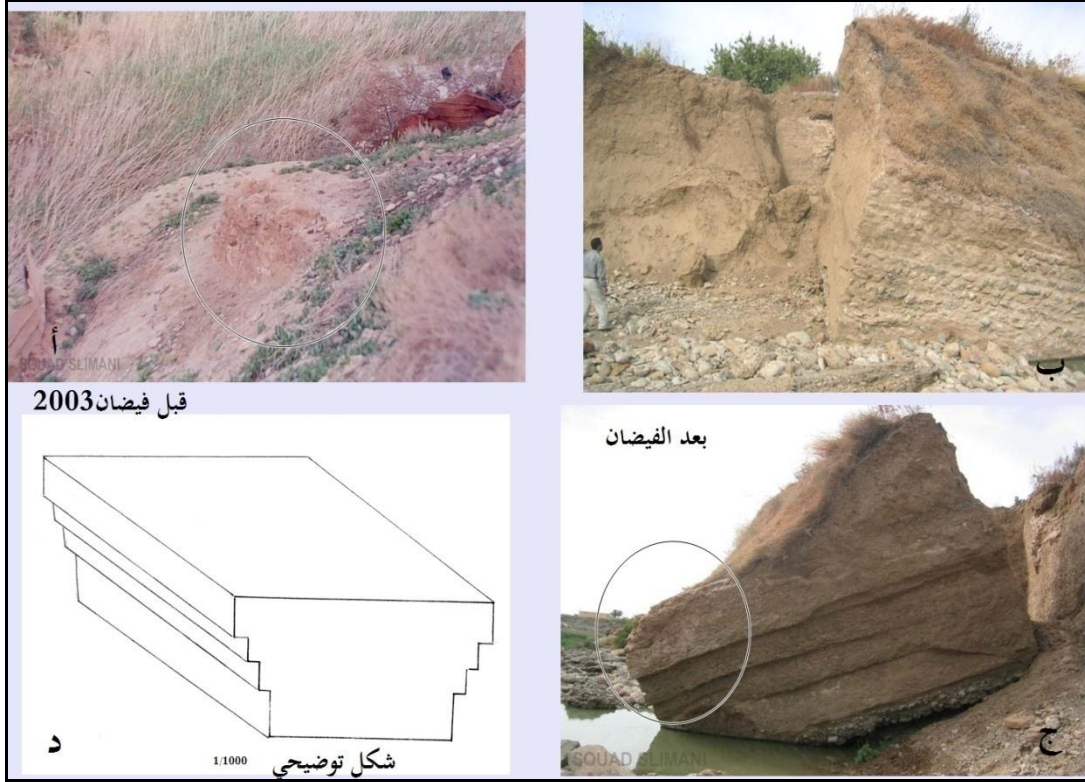 أ
SOUAD SLIMANI
ب
قبل فيضان2003
بعد الفيضان
د
1/1000
شكل توضيحي
ج
SOUAD SLIMANI